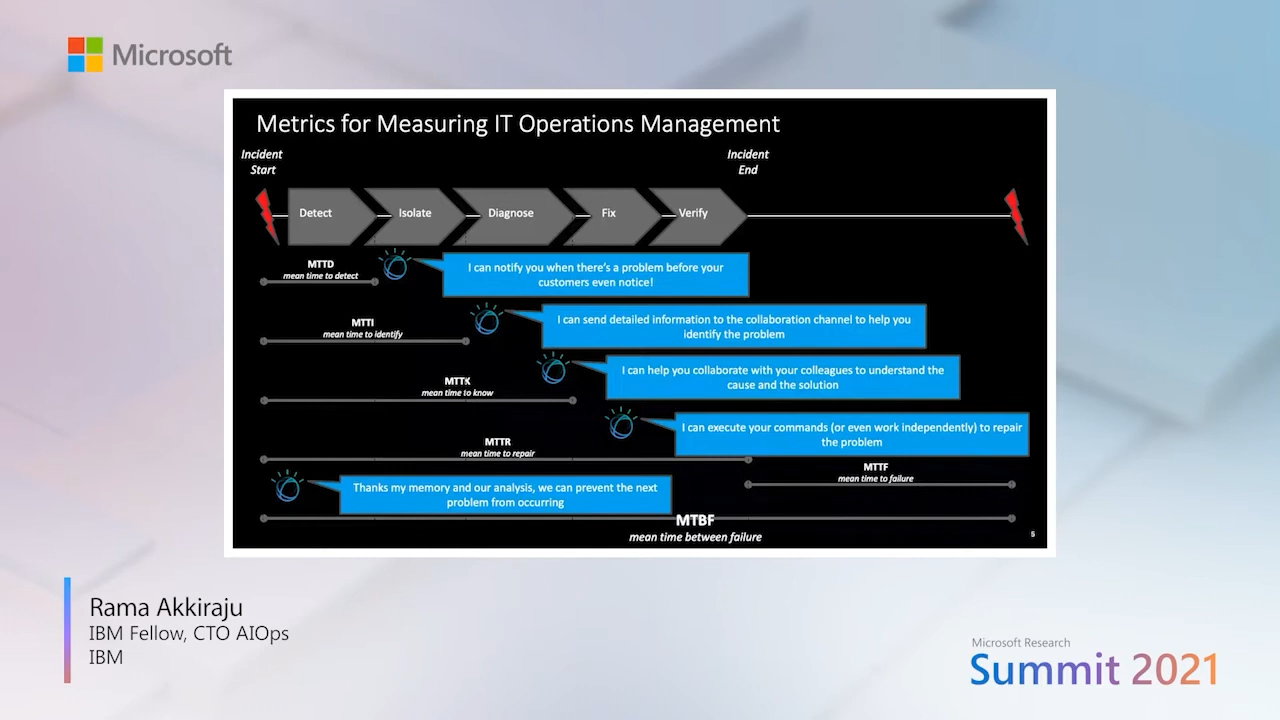 Microsoft
Metrics for Measuring IT Operations Management
Incident
Start
Incident
End
Detect
Isolate
Diagnose
Fix
Verify
MTTD
mean time to detect
I can notify you when there's a problem before your
customers even notice!
MTTI
mean time to identify
I can send detailed information to the collaboration channel to help you
identify the problem
MTTK
mean time to know
I can help you collaborate with your colleagues to understand the
cause and the solution
MTTR
mean time to repair
I can execute your commands (or even work independently) to repair
the problem
MTTF
mean time to failure
Thanks my memory and our analysis, we can prevent the next
problem from occurring
MTBF
mean time between failure
5
Rama Akkiraju
IBM Fellow, CTO AIOps
IBM
Microsoft Research
Summit 2021